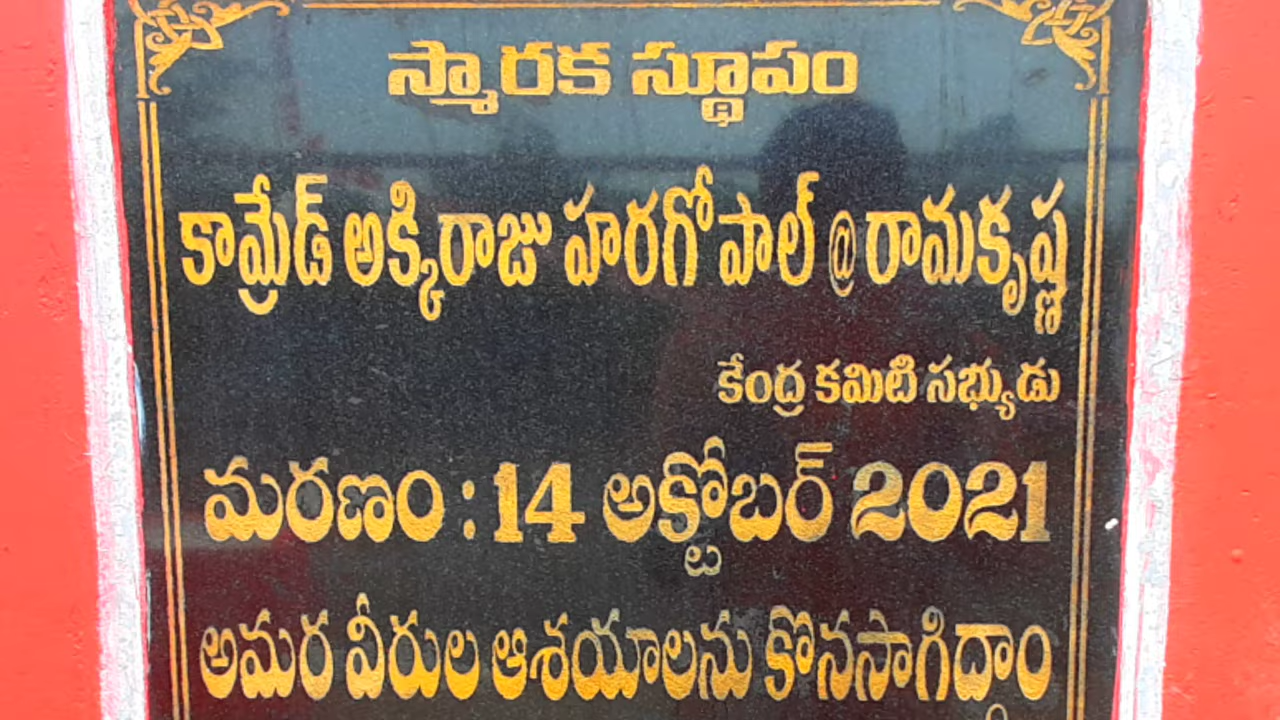 స్మారక స్థూపం
కామ్రేడ్ అక్కిరాజు హరగోపాల్ @ రామకృష్ణ
కేంద్ర కమిటి సభ్యుడు
మరణం : 14 అక్టోబర్ 2021
అమర వీరుల ఆశయాలను కొనసాగిద్దాం